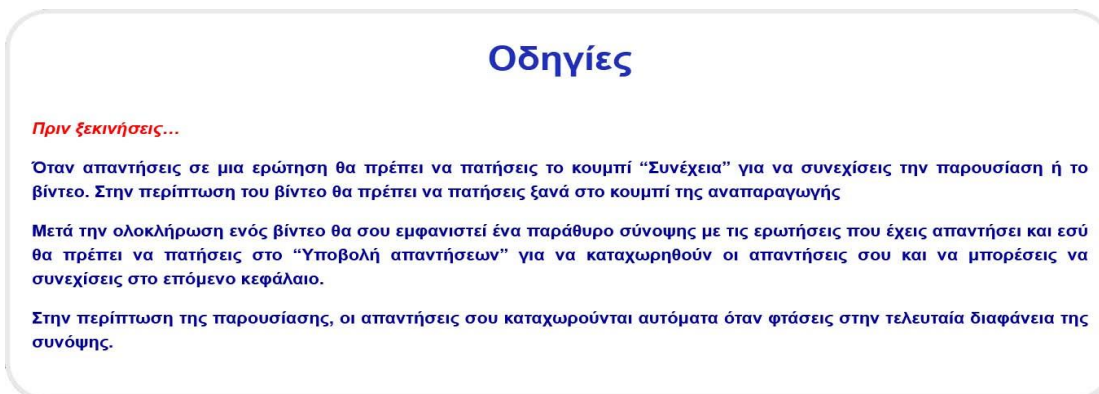 Οδηγίες
Πριν ξεκινήσεις…
Όταν απαντήσεις σε μια ερώτηση θα πρέπει να πατήσεις το κουμπί “Συνέχεια” για να συνεχίσεις την παρουσίαση ή το
βίντεο. Στην περίπτωση του βίντεο θα πρέπει να πατήσεις ξανά στο κουμπί της αναπαραγωγής
Μετά την ολοκλήρωση ενός βίντεο θα σου εμφανιστεί ένα παράθυρο σύνοψης με τις ερωτήσεις που έχεις απαντήσει και εσύ
θα πρέπει να πατήσεις στο “Υποβολή απαντήσεων” για να καταχωρηθούν οι απαντήσεις σου και να μπορέσεις να
συνεχίσεις στο επόμενο κεφάλαιο.
Στην περίπτωση της παρουσίασης, οι απαντήσεις σου καταχωρούνται αυτόματα όταν φτάσεις στην τελευταία διαφάνεια της
συνόψης.